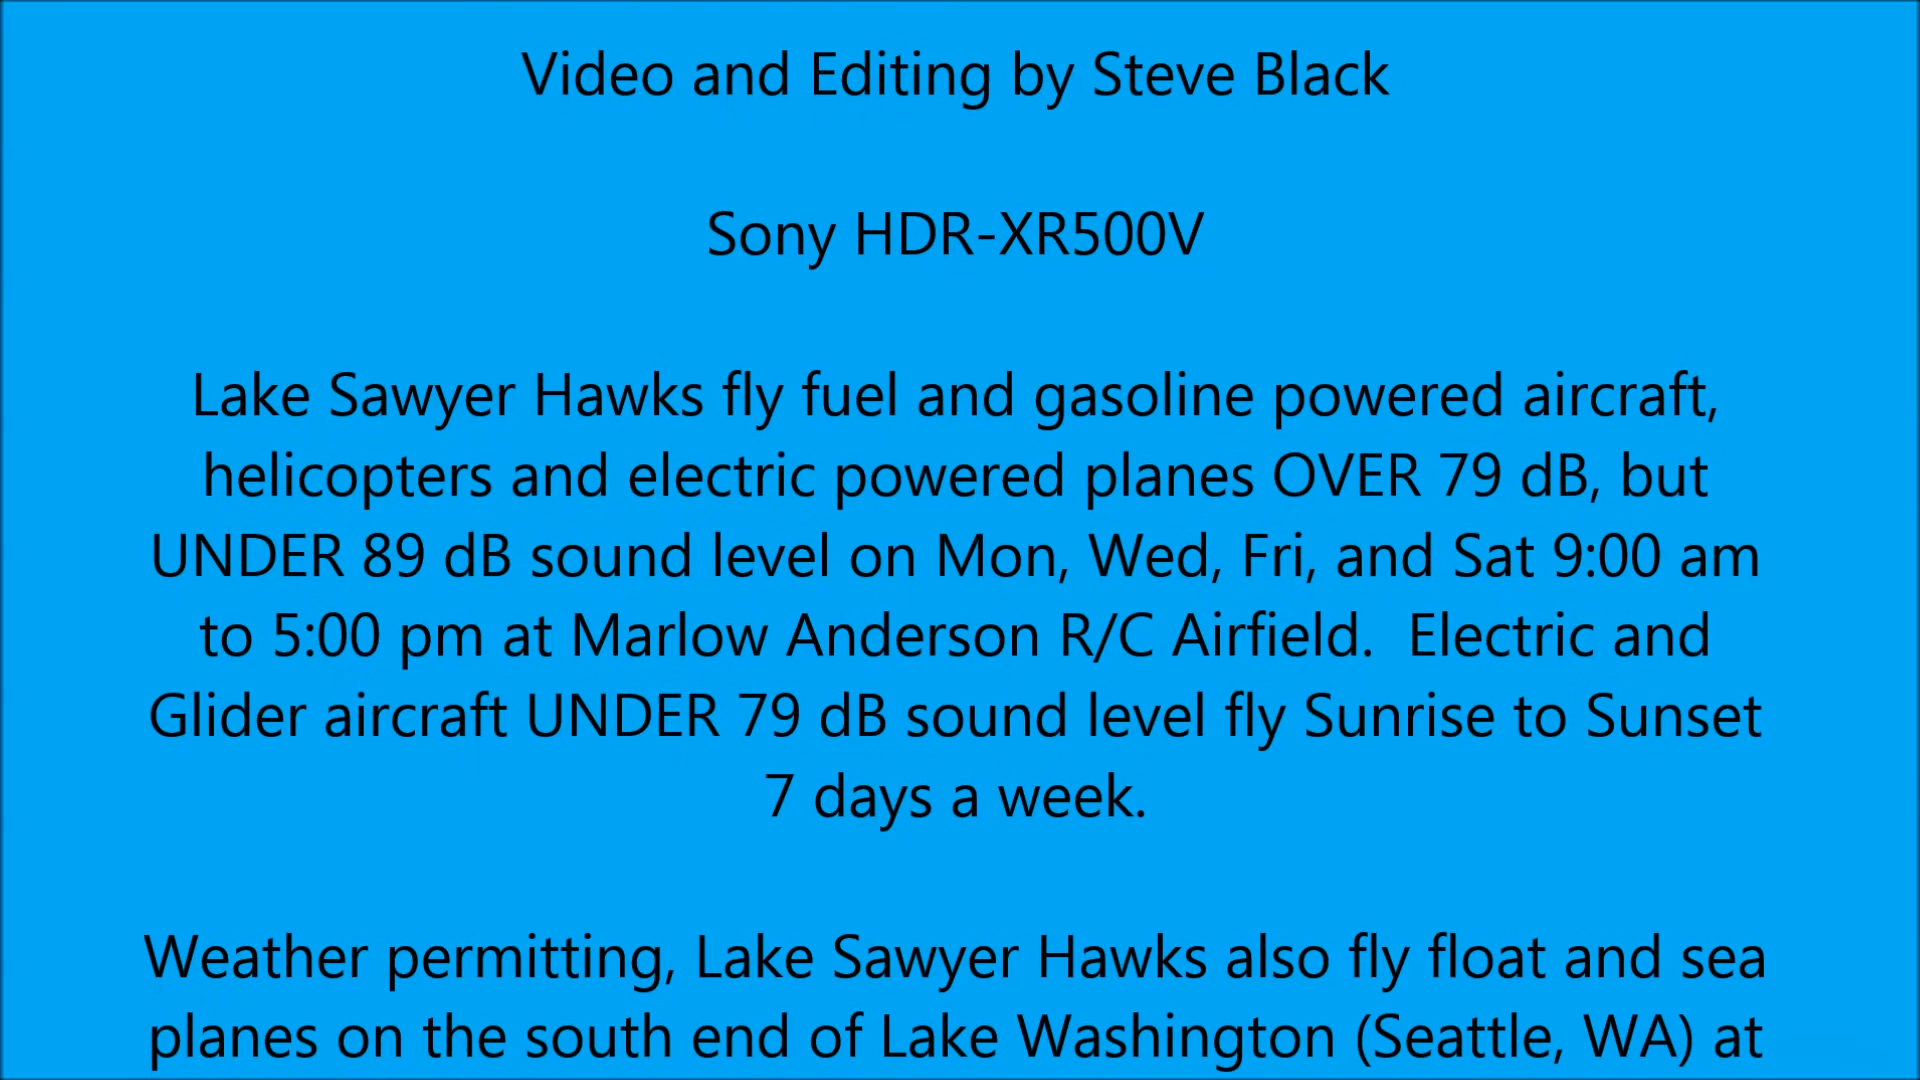 Video and Editing by Steve Black
Sony HDR-XR500V
Lake Sawyer Hawks fly fuel and gasoline powered aircraft,
helicopters and electric powered planes OVER 79 dB, but
UNDER 89 dB sound level on Mon, Wed, Fri, and Sat 9:00 am
to 5:00 pm at Marlow Anderson R/C Airfield.  Electric and
Glider aircraft UNDER 79 dB sound level fly Sunrise to Sunset
7 days a week.
Weather permitting, Lake Sawyer Hawks also fly float and sea
planes on the south end of Lake Washington (Seattle, WA) at